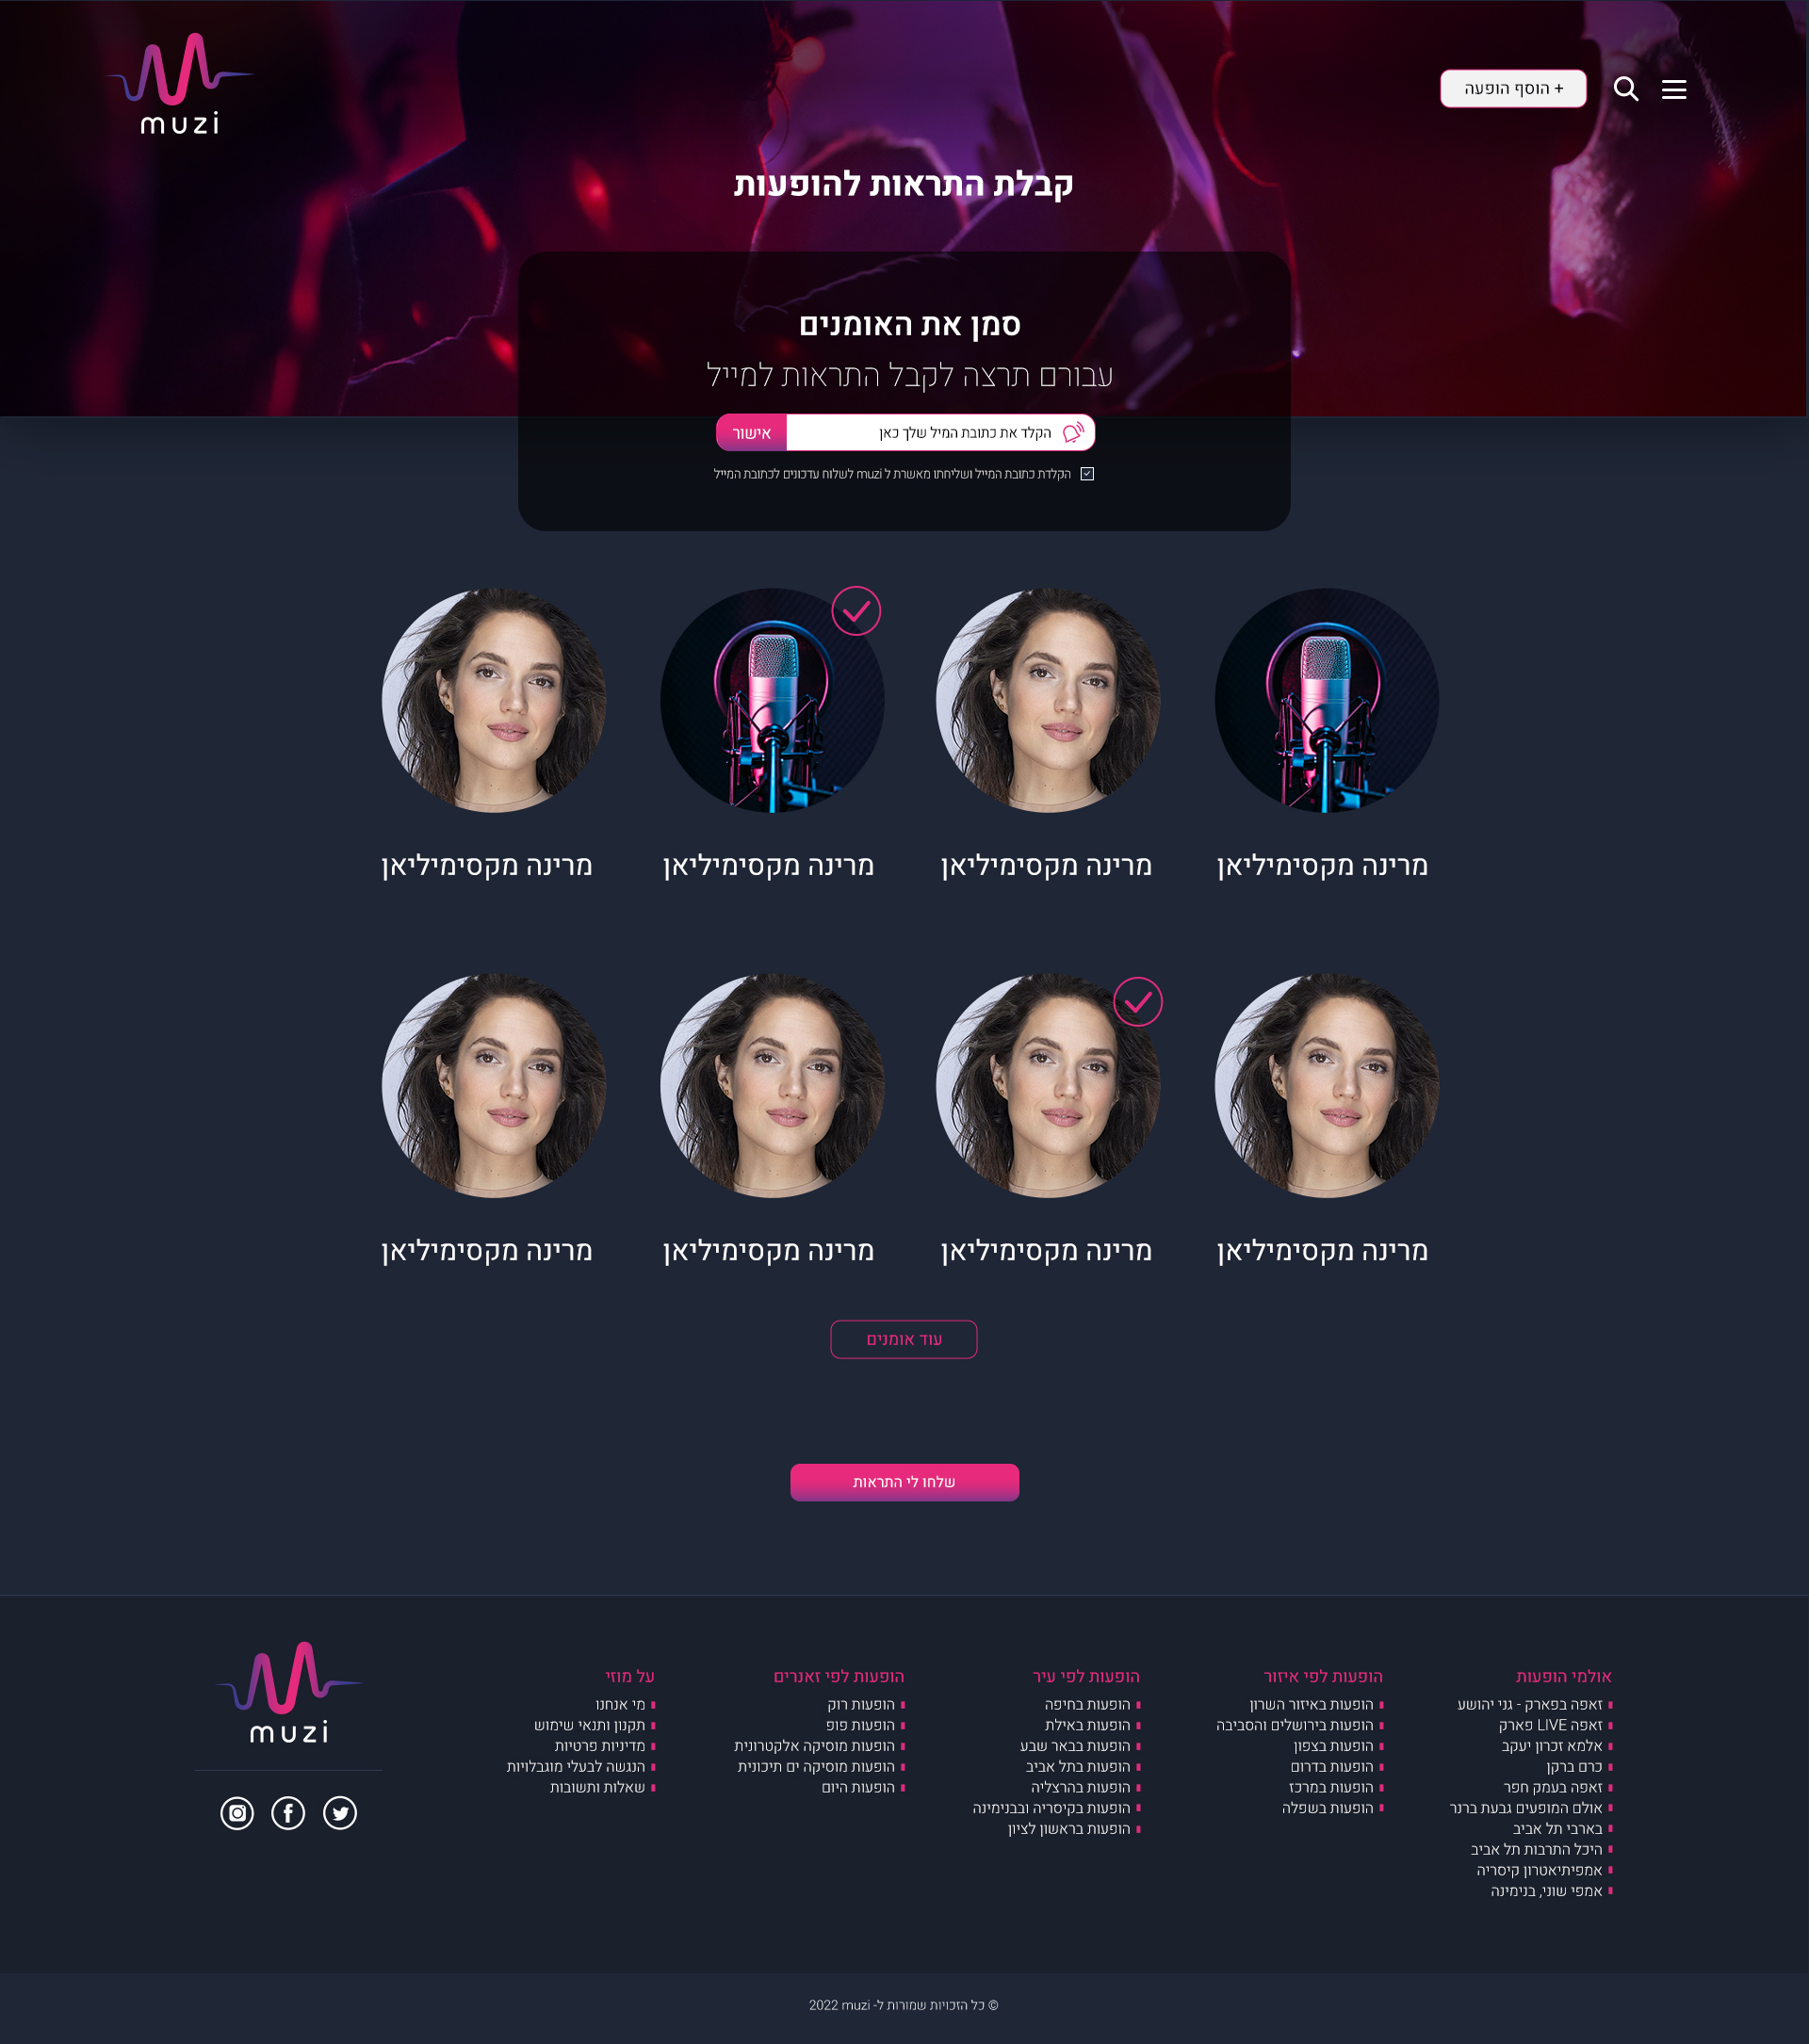 muzi
+ הוסף הופעה
קבלת התראות להופעות
סמן את האומנים
עבורם תרצה לקבל התראות למייל
הקלד את כתובת המיל שלך כאן
אישור
הקלדת כתובת המייל ושליחתו מאשרת ל muzi לשלוח עדכונים לכתובת המייל
מרינה מקסימיליאן
מרינה מקסימיליאן
מרינה מקסימיליאן
מרינה מקסימיליאן
מרינה מקסימיליאן
מרינה מקסימיליאן
מרינה מקסימיליאן
מרינה מקסימיליאן
עוד אומנים
שלחו לי התראות
אולמי הופעות
זאפה בפארק - גני יהושע
זאפה LIVE פארק
אלמא זכרון יעקב
כרם ברקן
זאפה בעמק חפר
אולם המופעים גבעת ברנר
בארבי תל אביב
היכל התרבות תל אביב
אמפיתיאטרון קיסריה
אמפי שוני, בנימינה
הופעות לפי איזור
הופעות באיזור השרון
הופעות בירושלים והסביבה
הופעות בצפון
הופעות בדרום
הופעות במרכז
הופעות בשפלה
הופעות לפי עיר
הופעות בחיפה
הופעות באילת
הופעות בבאר שבע
הופעות בתל אביב
הופעות בהרצליה
הופעות בקיסריה ובבנימינה
הופעות בראשון לציון
הופעות לפי זאנרים
הופעות רוק
הופעות פופ
הופעות מוסיקה אלקטרונית
הופעות מוסיקה ים תיכונית
הופעות היום
על מוזי
מי אנחנו
תקנון ותנאי שימוש
מדיניות פרטיות
הנגשה לבעלי מוגבלויות
שאלות ותשובות
muzi
© כל הזכויות שמורות ל- muzi 2022